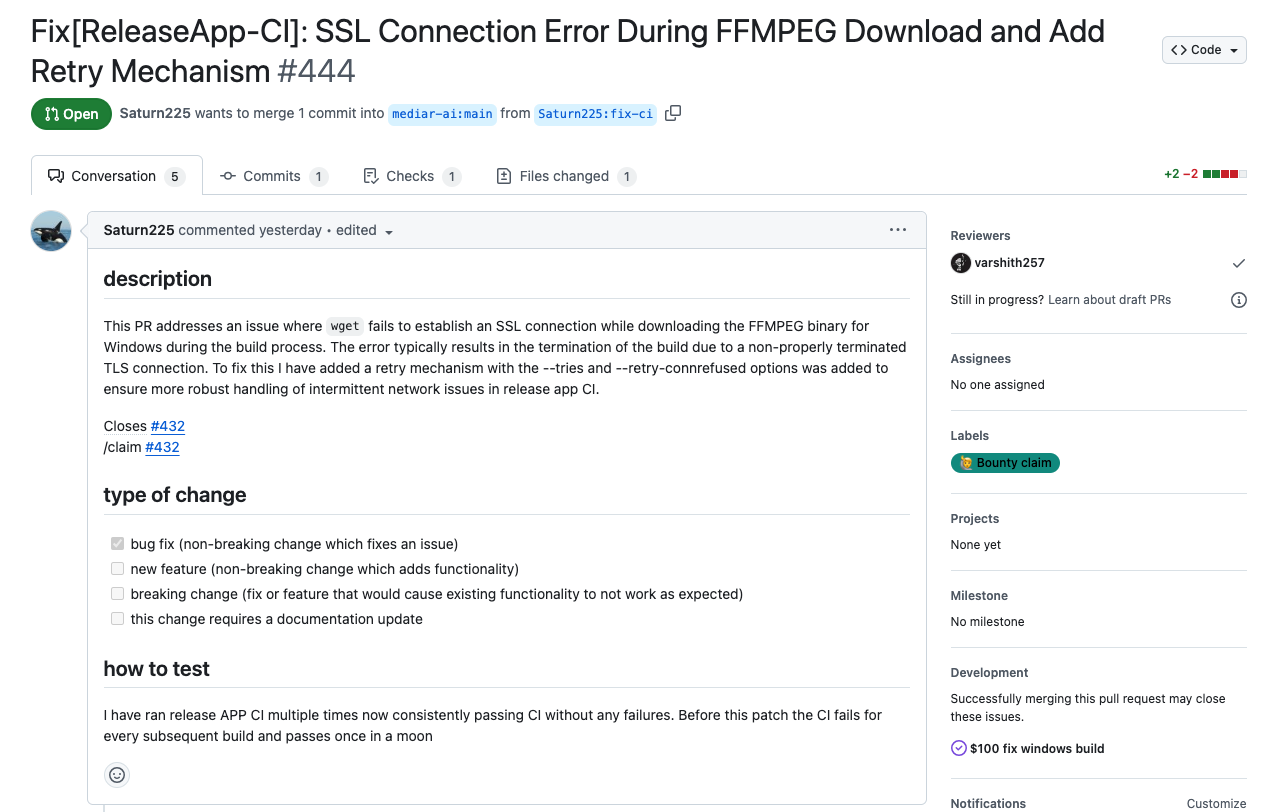 Fix[ReleaseApp-CI]: SSL Connection Error During FFMPEG Download and Add
Retry Mechanism #444
Code
Open
Saturn225 wants to merge 1 commit into mediar-ai:main from Saturn225:fix-ci
Conversation 5
Commits 1
Checks 1
Files changed 1
+2 −2
Saturn225 commented yesterday • edited
description
This PR addresses an issue where wget fails to establish an SSL connection while downloading the FFMPEG binary for
Windows during the build process. The error typically results in the termination of the build due to a non-properly terminated
TLS connection. To fix this I have added a retry mechanism with the --tries and --retry-connrefused options was added to
ensure more robust handling of intermittent network issues in release app CI.
Closes #432
/claim #432
type of change
bug fix (non-breaking change which fixes an issue)
new feature (non-breaking change which adds functionality)
breaking change (fix or feature that would cause existing functionality to not work as expected)
this change requires a documentation update
how to test
I have ran release APP CI multiple times now consistently passing CI without any failures. Before this patch the CI fails for
every subsequent build and passes once in a moon
Reviewers
varshith257
Still in progress? Learn about draft PRs
Assignees
No one assigned
Labels
🙋 Bounty claim
Projects
None yet
Milestone
No milestone
Development
Successfully merging this pull request may close
these issues.
$100 fix windows build
Notifications
Customize